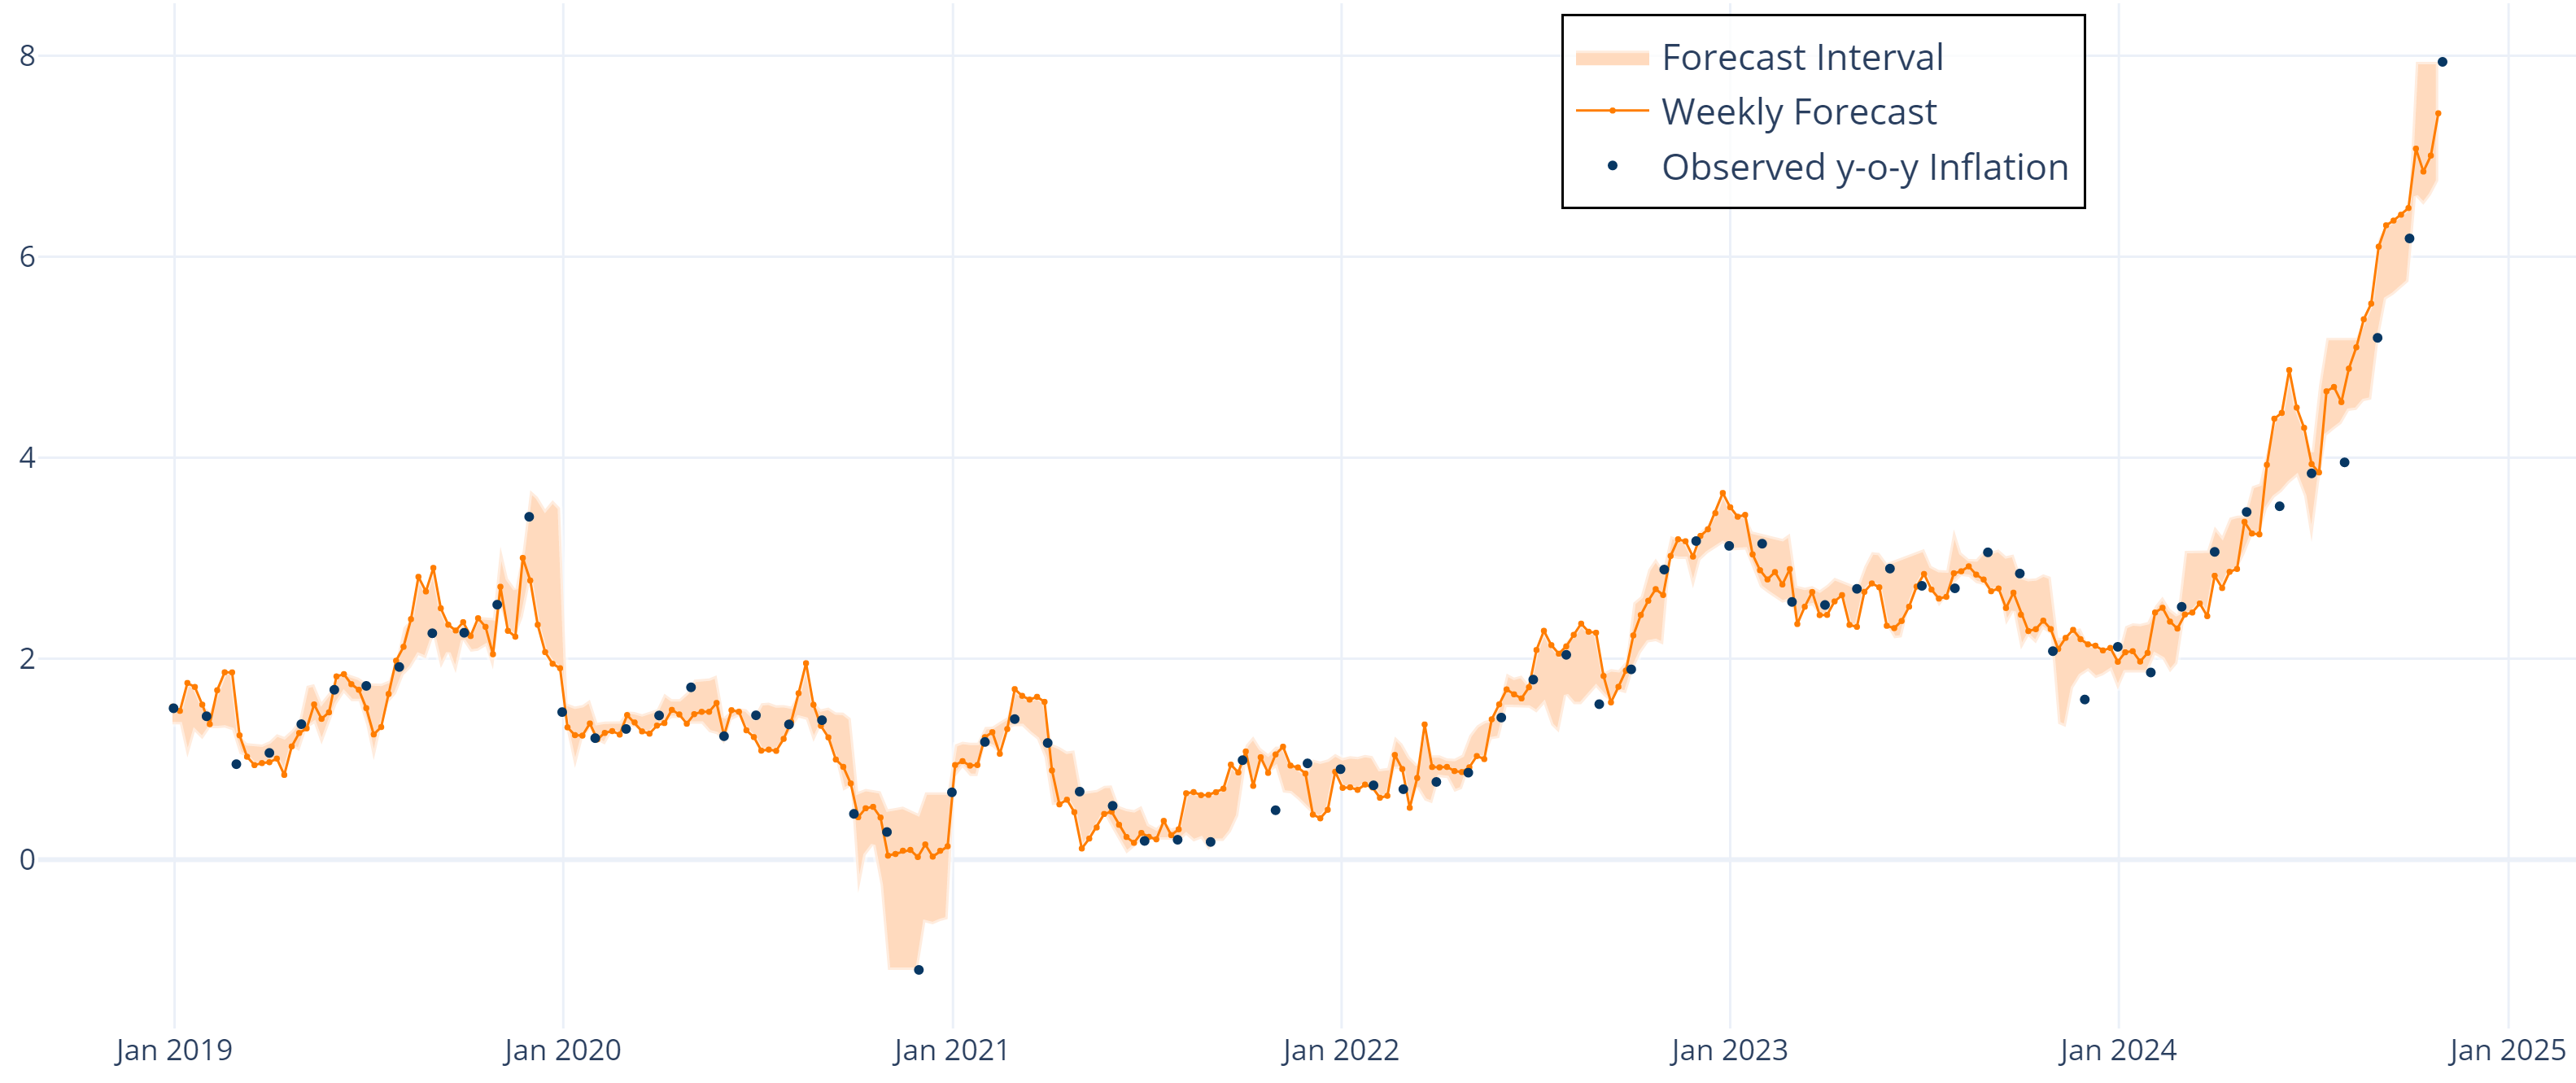 8
6
4
2
0
Forecast Interval
Weekly Forecast
Observed y-o-y Inflation
Jan 2019
Jan 2020
Jan 2021
Jan 2022
Jan 2023
Jan 2024
Jan 2025